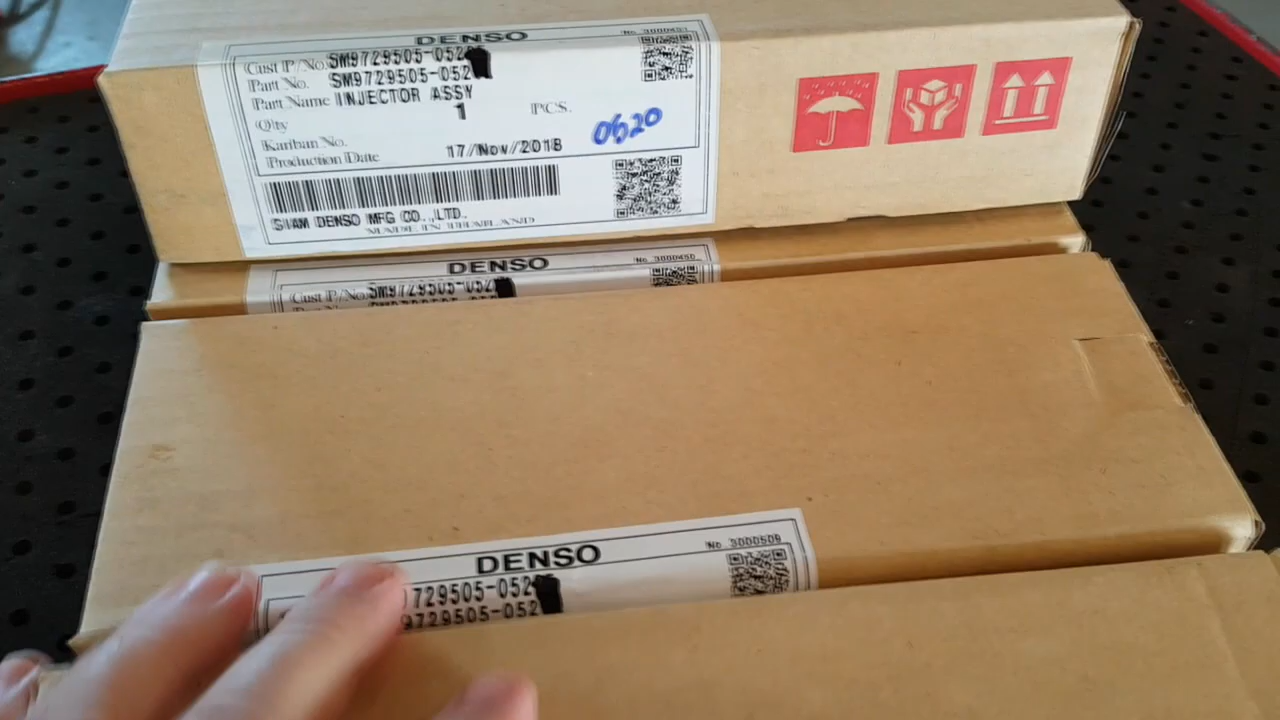 DENSO
No. 3000451
Cust P/No. SM9729505-052
Part No. SM9729505-052
Part Name INJECTOR ASSY
Q'ty 1 PCS.
0620
Kanban No.
Production Date 17/Nov/2018
SIAM DENSO MFG CO.,LTD.
MADE IN THAILAND
DENSO
No. 3000450
Cust P/No. SM9729505-052
DENSO
No. 3000509
729505-052
9729505-052